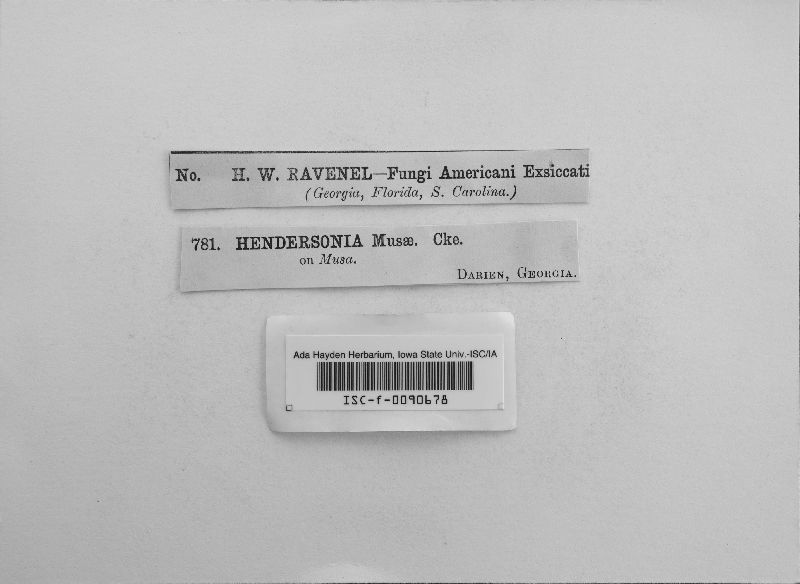 No. H. W. RAVENEL—Fungi Americani Exsiccati
(Georgia, Florida, S. Carolina.)
781. HENDERSONIA Musæ. Cke.
on Musa.
DARIEN, GEORGIA.
Ada Hayden Herbarium, Iowa State Univ.-ISC/IA
ISC-f-0090678